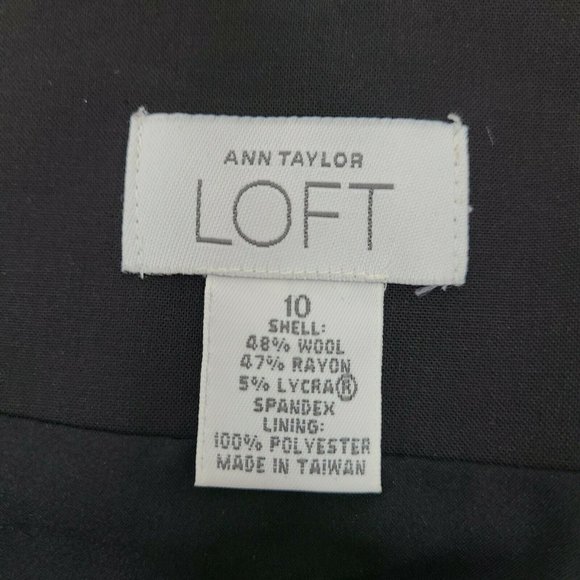 ANN TAYLOR
LOFT
10
SHELL:
48% WOOL
47% RAYON
5% LYCRA®
SPANDEX
LINING:
100% POLYESTER
MADE IN TAIWAN